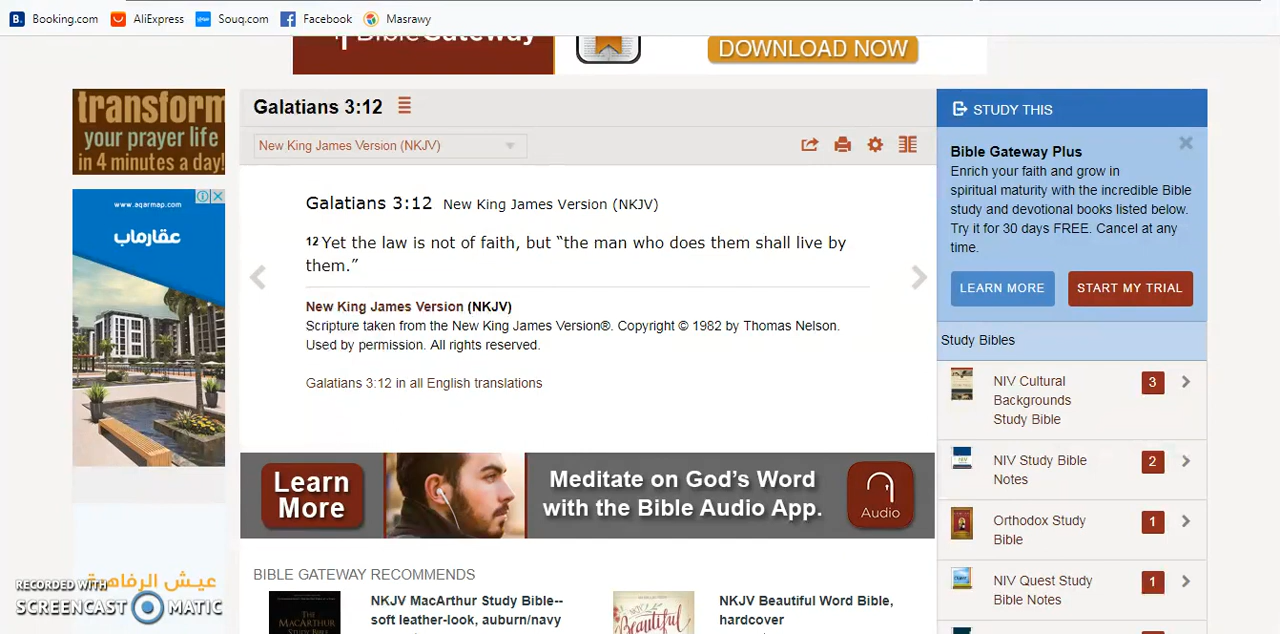 Booking.com AliExpress Souq.com Facebook Masrawy
BibleGateway
DOWNLOAD NOW
transform
your prayer life
in 4 minutes a day!
www.aqarmap.com
عقارماب
عيش الرفاهية
RECORDED WITH
SCREENCAST MATIC
Galatians 3:12
New King James Version (NKJV)
Galatians 3:12 New King James Version (NKJV)
12 Yet the law is not of faith, but “the man who does them shall live by
them.”
New King James Version (NKJV)
Scripture taken from the New King James Version®. Copyright © 1982 by Thomas Nelson.
Used by permission. All rights reserved.
Galatians 3:12 in all English translations
Learn
More
Meditate on God’s Word
with the Bible Audio App.
Audio
BIBLE GATEWAY RECOMMENDS
THE
MACARTHUR
STUDY BIBLE
NKJV MacArthur Study Bible--
soft leather-look, auburn/navy
Beautiful
NKJV Beautiful Word Bible,
hardcover
STUDY THIS
Bible Gateway Plus
Enrich your faith and grow in
spiritual maturity with the incredible Bible
study and devotional books listed below.
Try it for 30 days FREE. Cancel at any
time.
LEARN MORE START MY TRIAL
Study Bibles
NIV Cultural
Backgrounds
Study Bible
3
NIV Study Bible
Notes
2
Orthodox Study
Bible
1
NIV Quest Study
Bible Notes
1